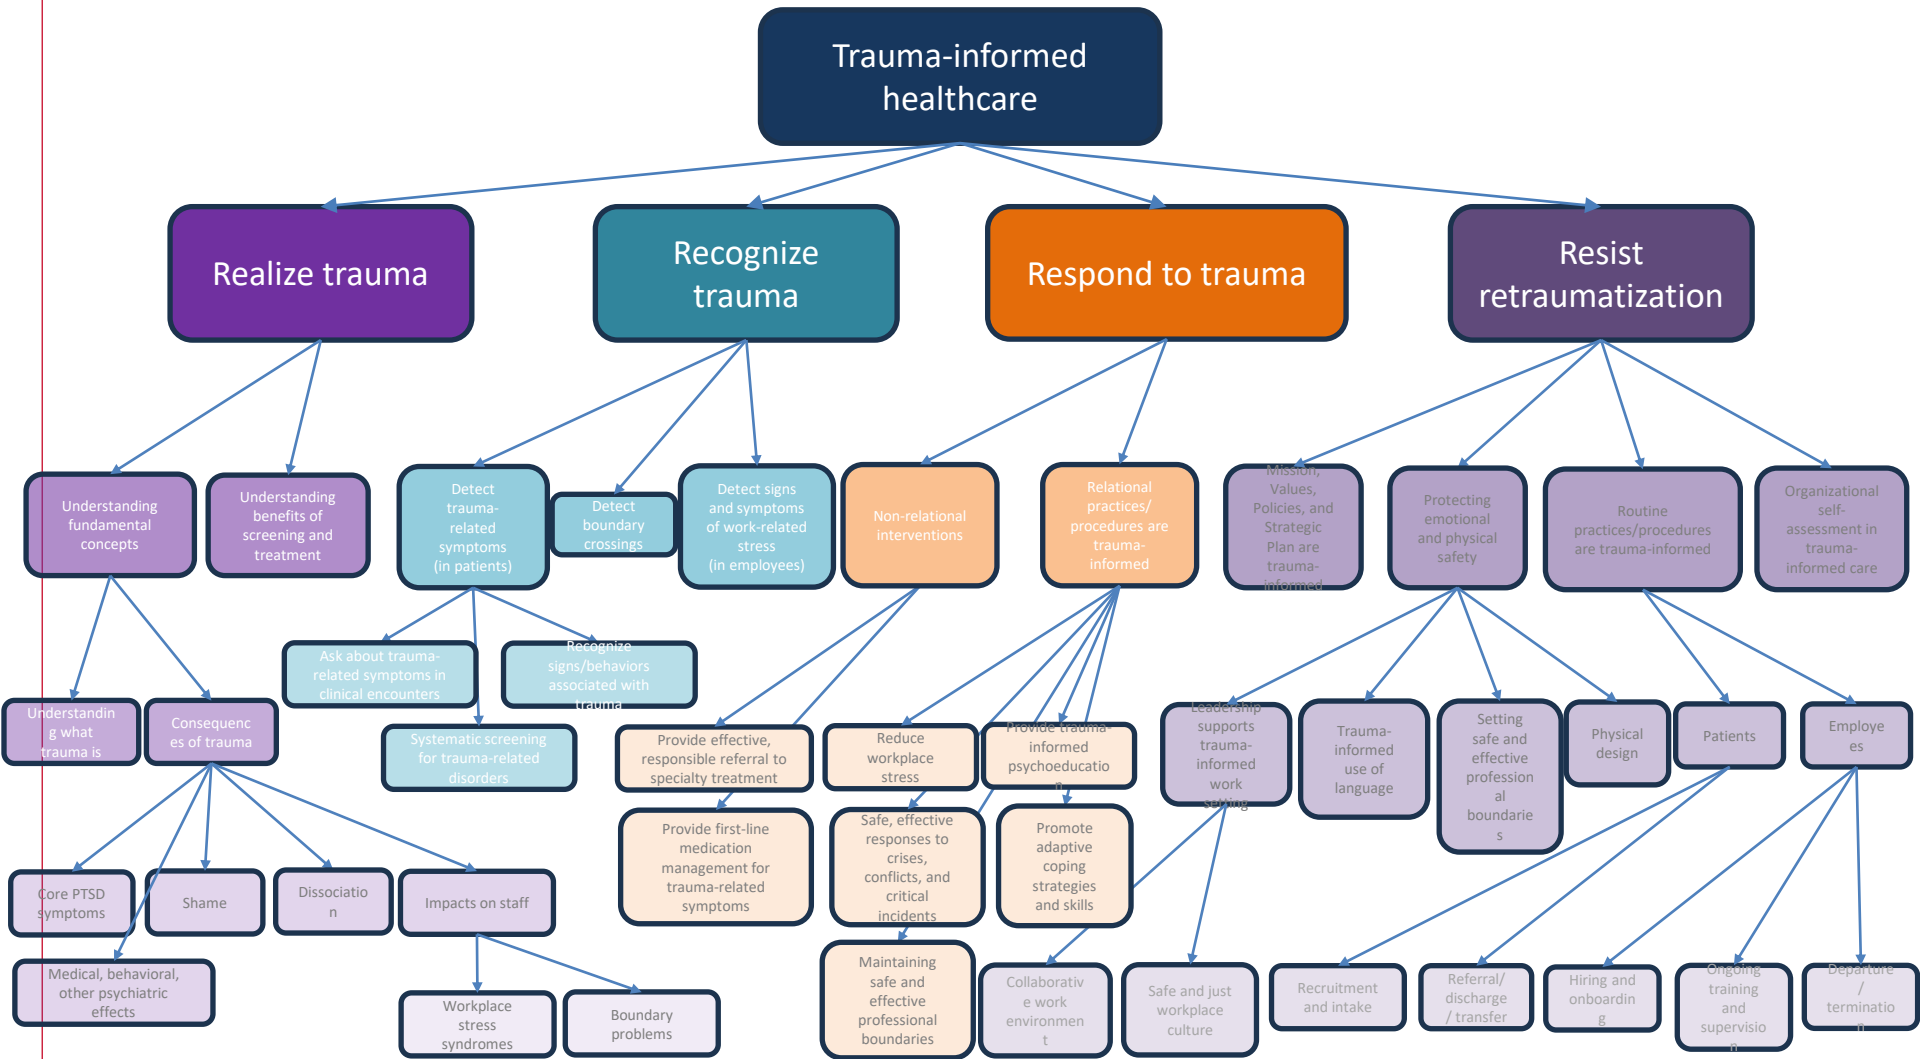 Trauma-informed
healthcare
Realize trauma
Recognize
trauma
Respond to trauma
Resist
retraumatization
Understanding
fundamental
concepts
Understanding
benefits of
screening and
treatment
Detect
trauma-
related
symptoms
(in patients)
Detect
boundary
crossings
Detect signs
and symptoms
of work-related
stress
(in employees)
Non-relational
interventions
Relational
practices/
procedures are
trauma-
informed
Mission,
Values,
Policies, and
Strategic
Plan are
trauma-
informed
Protecting
emotional
and physical
safety
Routine
practices/procedures
are trauma-informed
Organizational
self-
assessment in
trauma-
informed care
Ask about trauma-
related symptoms in
clinical encounters
Recognize
signs/behaviors
associated with
trauma
Systematic screening
for trauma-related
disorders
Understandin
g what
trauma is
Consequenc
es of trauma
Provide effective,
responsible referral to
specialty treatment
Reduce
workplace
stress
Provide trauma-
informed
psychoeducatio
n
Leadership
supports
trauma-
informed
work
setting
Trauma-
informed
use of
language
Setting
safe and
effective
profession
al
boundarie
s
Physical
design
Patients
Employe
es
Provide first-line
medication
management for
trauma-related
symptoms
Safe, effective
responses to
crises,
conflicts, and
critical
incidents
Promote
adaptive
coping
strategies
and skills
Core PTSD
symptoms
Shame
Dissociatio
n
Impacts on staff
Medical, behavioral,
other psychiatric
effects
Workplace
stress
syndromes
Boundary
problems
Maintaining
safe and
effective
professional
boundaries
Collaborativ
e work
environmen
t
Safe and just
workplace
culture
Recruitment
and intake
Referral/
discharge
/ transfer
Hiring and
onboardin
g
Ongoing
training
and
supervisio
n
Departure
/
terminatio
n